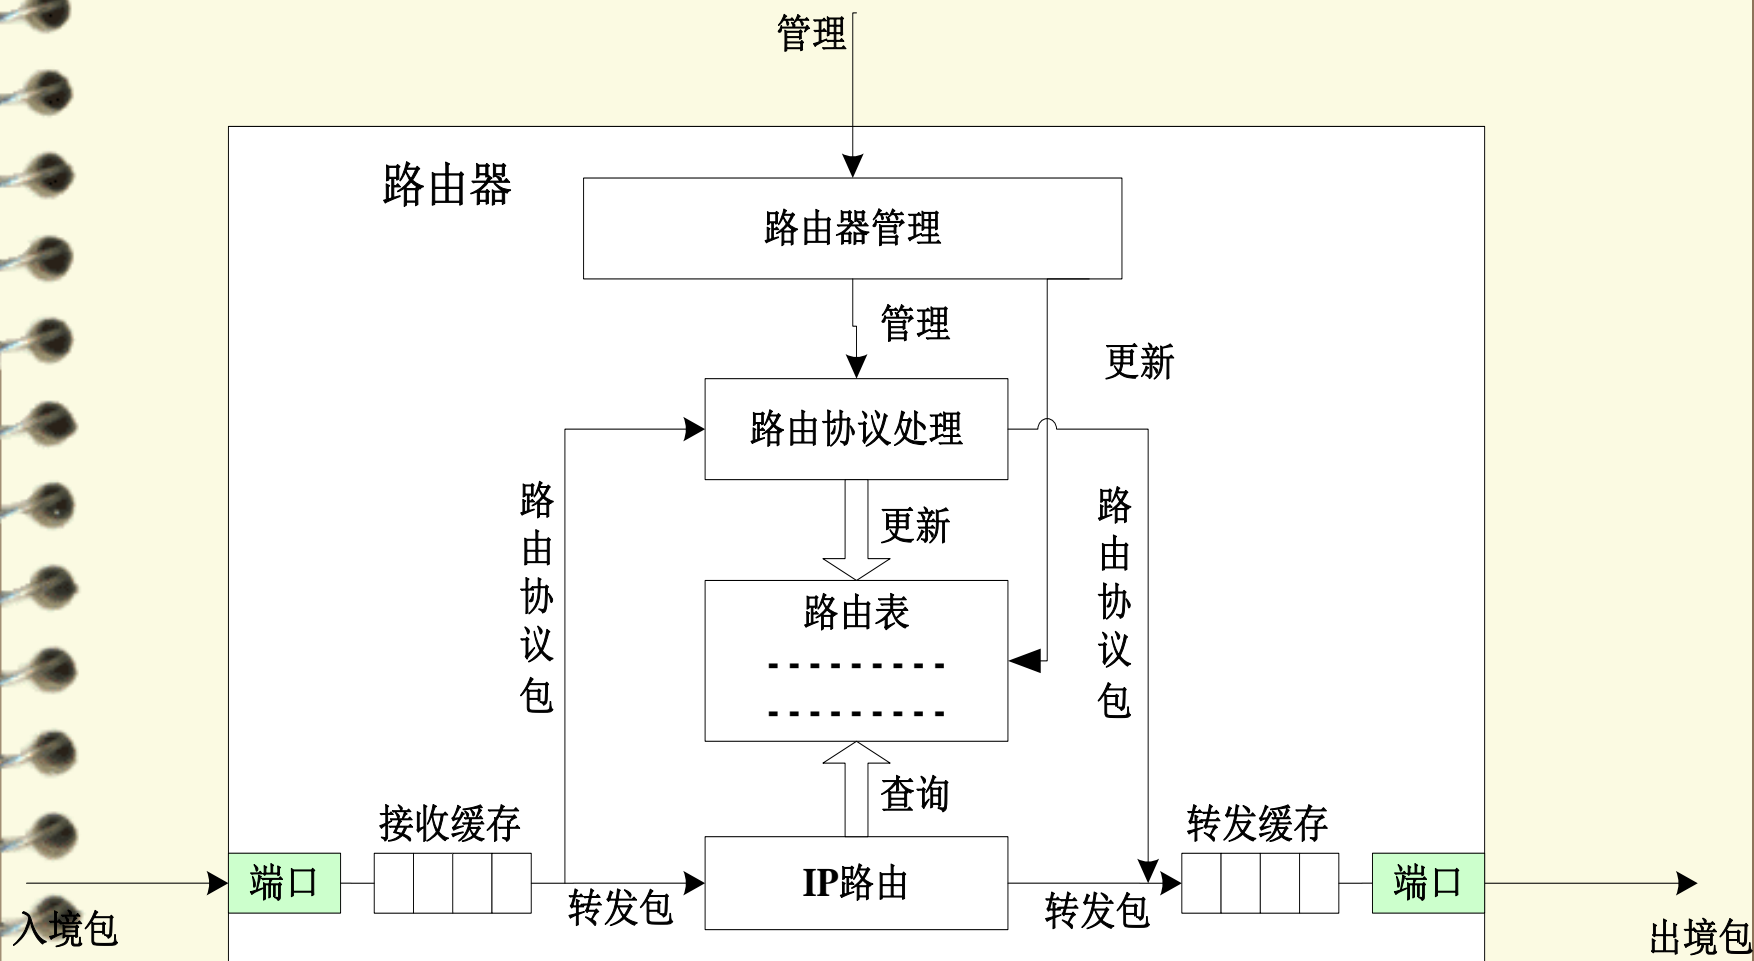 管理
路由器
路由器管理
管理
更新
路由协议处理
路由协议包
更新
路由协议包
路由表
---------
---------
查询
接收缓存
转发缓存
端口
IP路由
端口
转发包
转发包
入境包
出境包